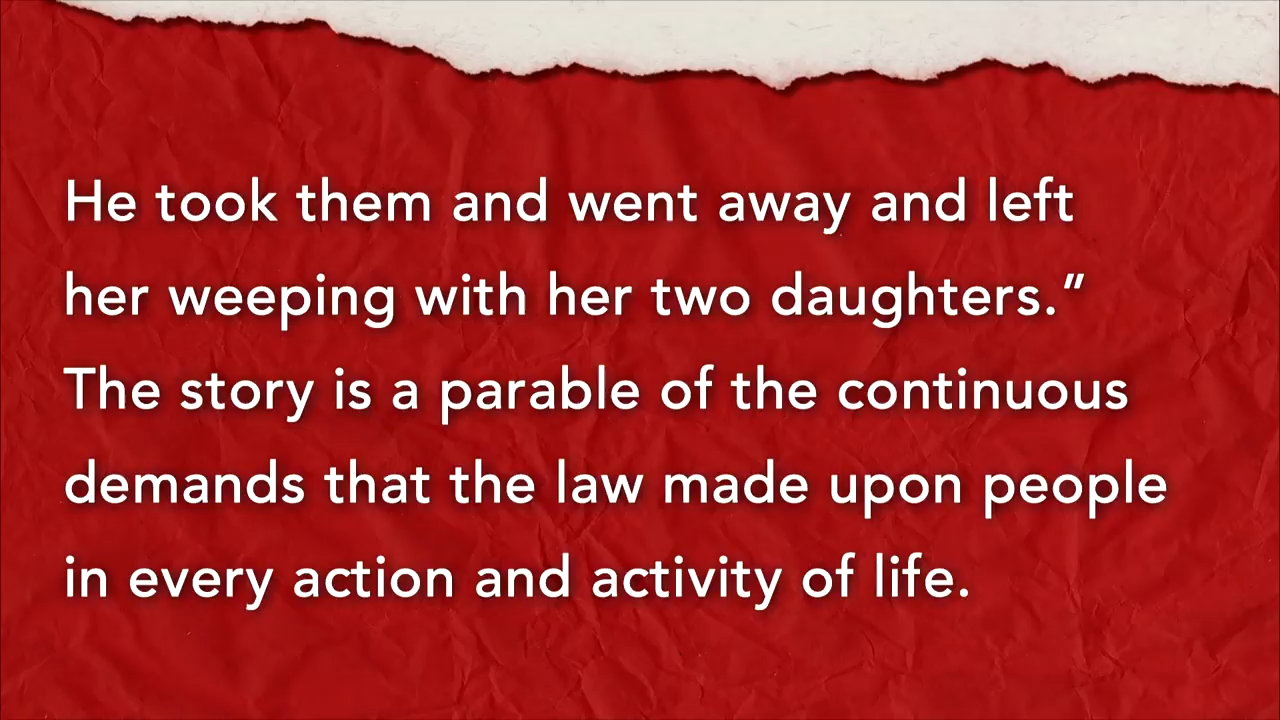 He took them and went away and left
her weeping with her two daughters.”
The story is a parable of the continuous
demands that the law made upon people
in every action and activity of life.